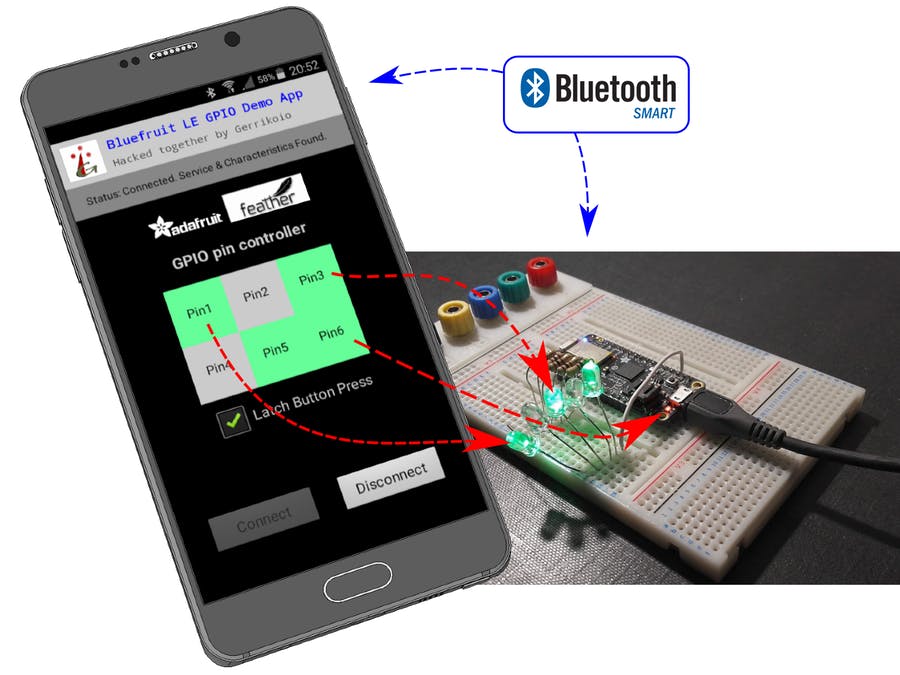 58% 20:52
Bluefruit LE GPIO Demo App
Hacked together by Gerrikoio
Status: Connected. Service & Characteristics Found.
adafruit feather
GPIO pin controller
Pin1 Pin2 Pin3
Pin4 Pin5 Pin6
Latch Button Press
Connect Disconnect
Bluetooth
SMART